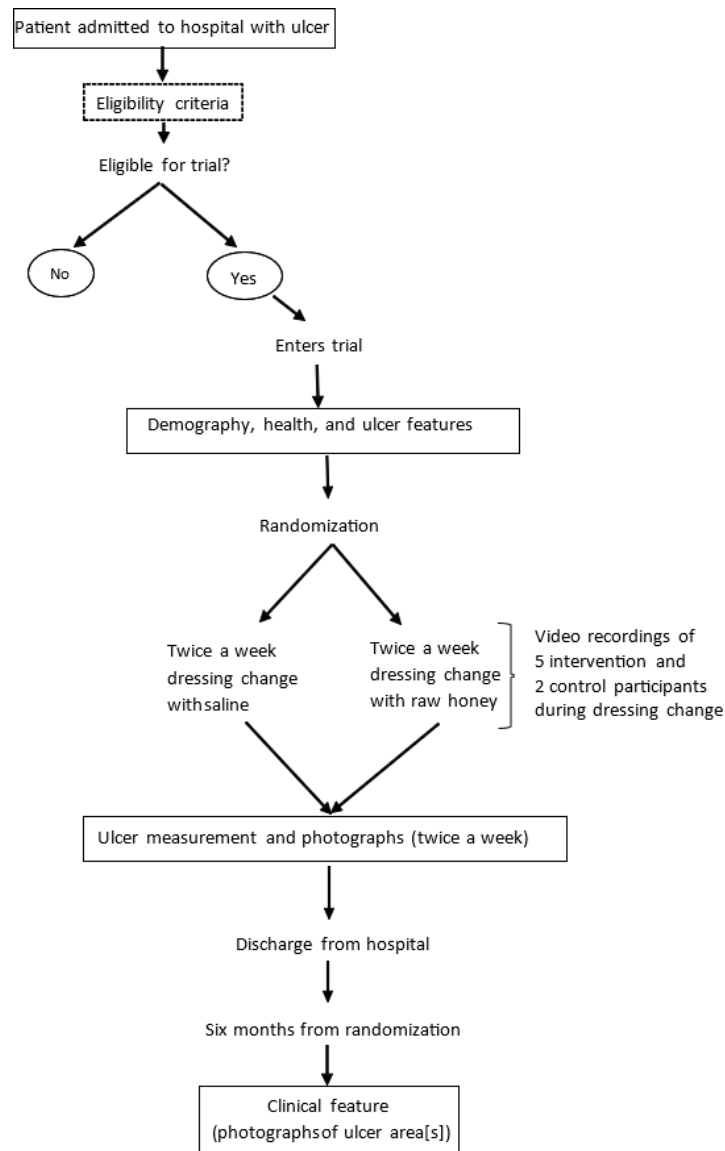 Patient admitted to hospital with ulcer
Eligibility criteria
Eligible for trial?
No
Yes
Enters trial
Demography, health, and ulcer features
Randomization
Twice a week
dressing change
withsaline
Twice a week
dressing change
with raw honey
Video recordings of
5 intervention and
2 control participants
during dressing change
Ulcer measurement and photographs (twice a week)
Discharge from hospital
Six months from randomization
Clinical feature
(photographsof ulcer area[s])